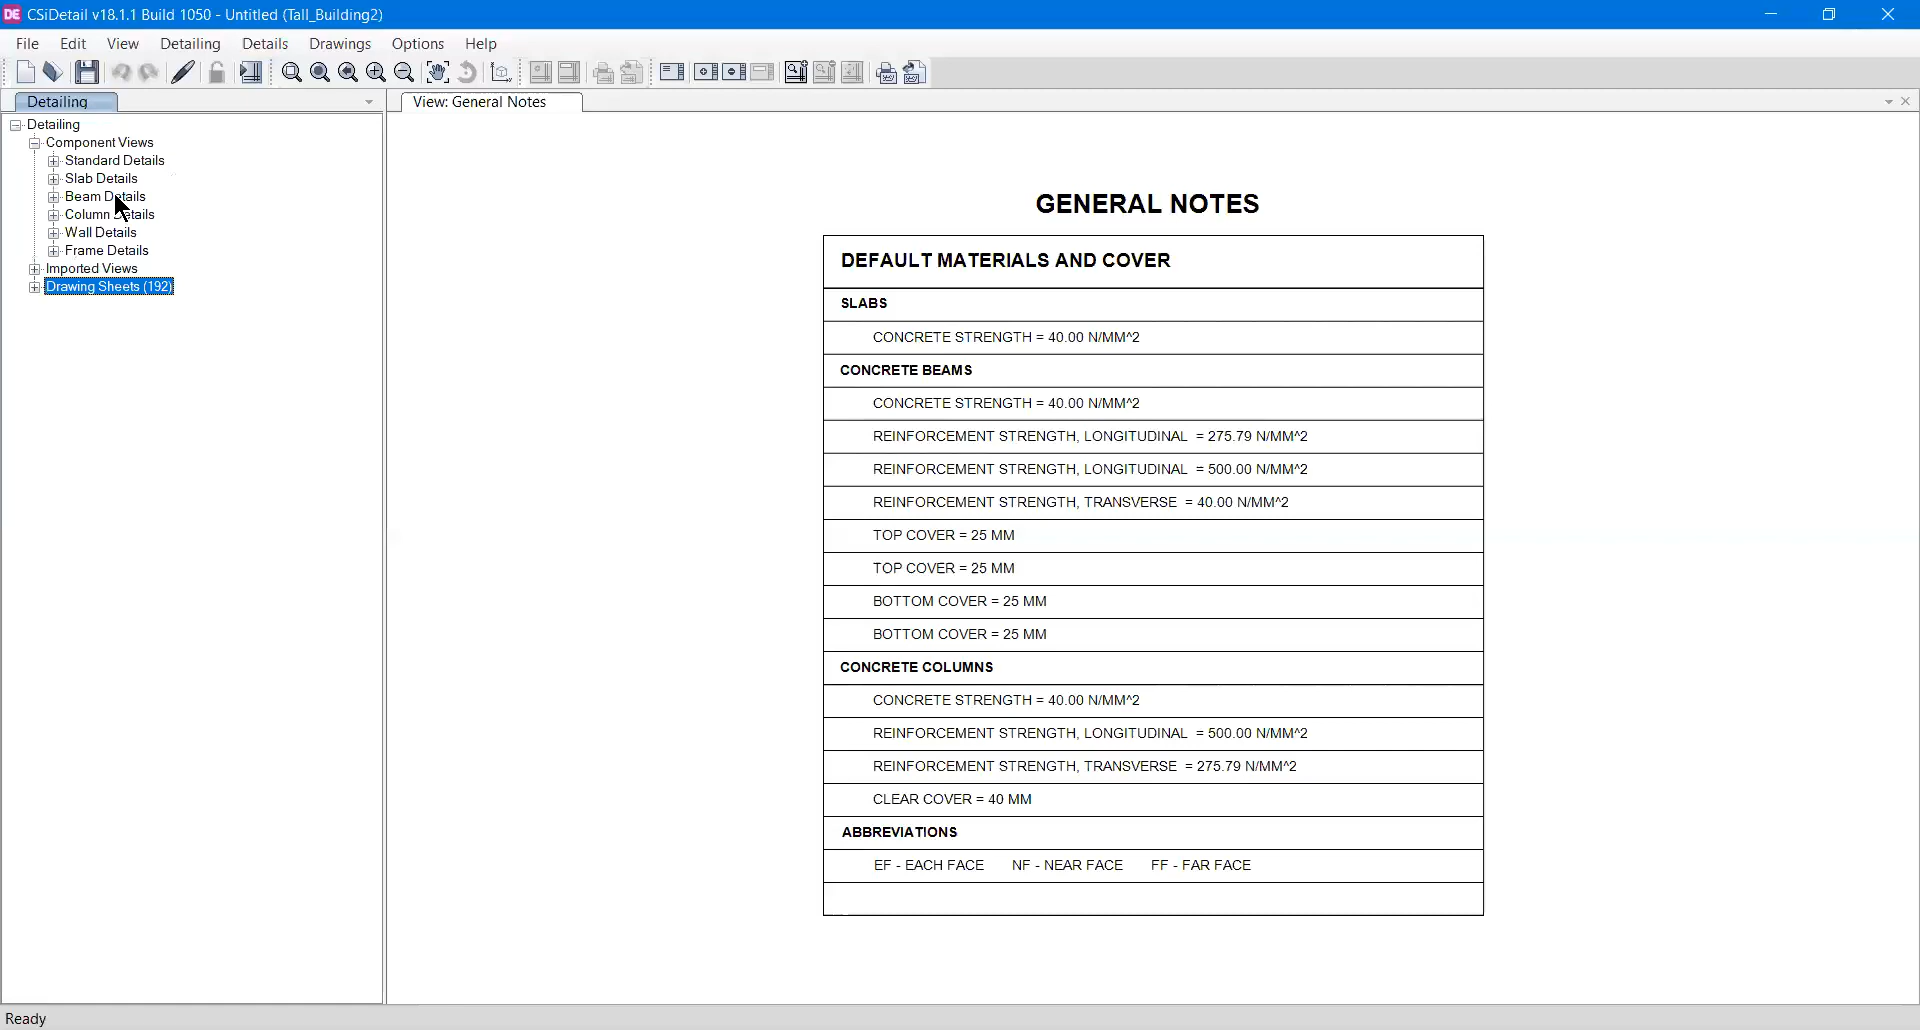 DE CSiDetail v18.1.1 Build 1050 - Untitled (Tall_Building2)
File Edit View Detailing Details Drawings Options Help
Detailing
View: General Notes
Detailing
Component Views
Standard Details
Slab Details
Beam Details
Column Details
Wall Details
Frame Details
Imported Views
Drawing Sheets (192)
GENERAL NOTES
DEFAULT MATERIALS AND COVER
SLABS
CONCRETE STRENGTH = 40.00 N/MM^2
CONCRETE BEAMS
CONCRETE STRENGTH = 40.00 N/MM^2
REINFORCEMENT STRENGTH, LONGITUDINAL = 275.79 N/MM^2
REINFORCEMENT STRENGTH, LONGITUDINAL = 500.00 N/MM^2
REINFORCEMENT STRENGTH, TRANSVERSE = 40.00 N/MM^2
TOP COVER = 25 MM
TOP COVER = 25 MM
BOTTOM COVER = 25 MM
BOTTOM COVER = 25 MM
CONCRETE COLUMNS
CONCRETE STRENGTH = 40.00 N/MM^2
REINFORCEMENT STRENGTH, LONGITUDINAL = 500.00 N/MM^2
REINFORCEMENT STRENGTH, TRANSVERSE = 275.79 N/MM^2
CLEAR COVER = 40 MM
ABBREVIATIONS
EF - EACH FACE NF - NEAR FACE FF - FAR FACE
Ready